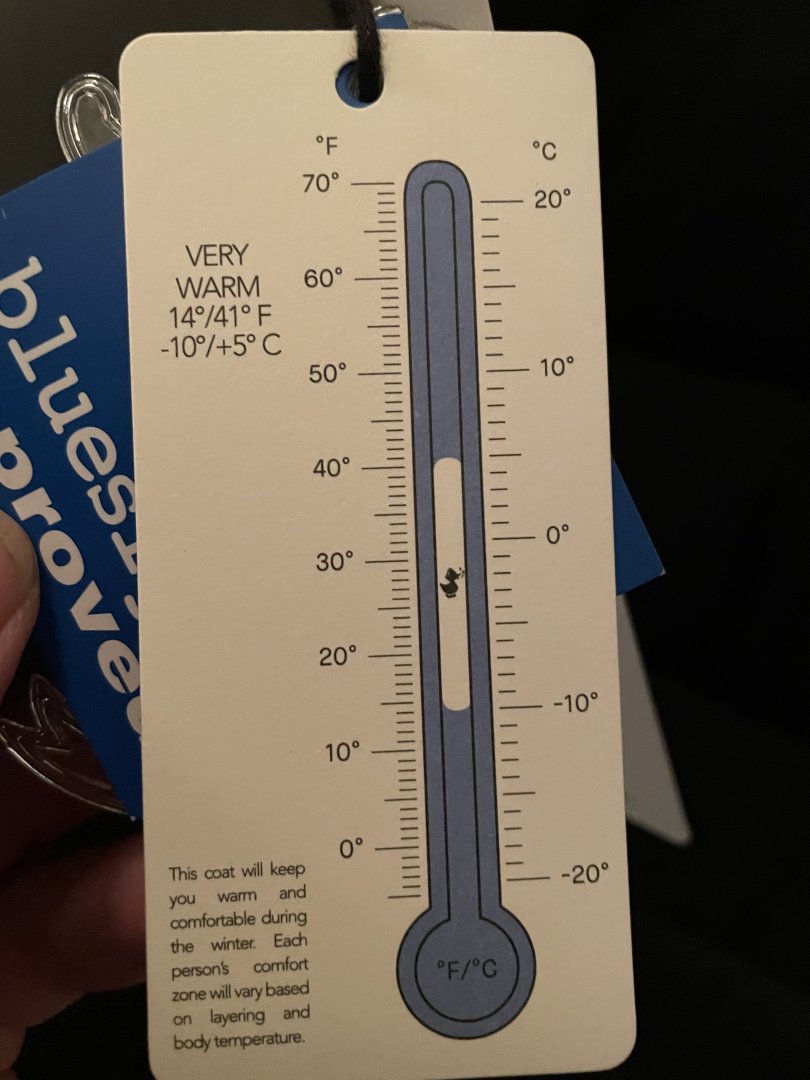 °F
°C
70°
20°
60°
50°
10°
40°
30°
0°
20°
-10°
10°
0°
-20°
°F/°C
VERY
WARM
14°/41° F
-10°/+5° C
This coat will keep
you warm and
comfortable during
the winter. Each
person's comfort
zone will vary based
on layering and
body temperature.